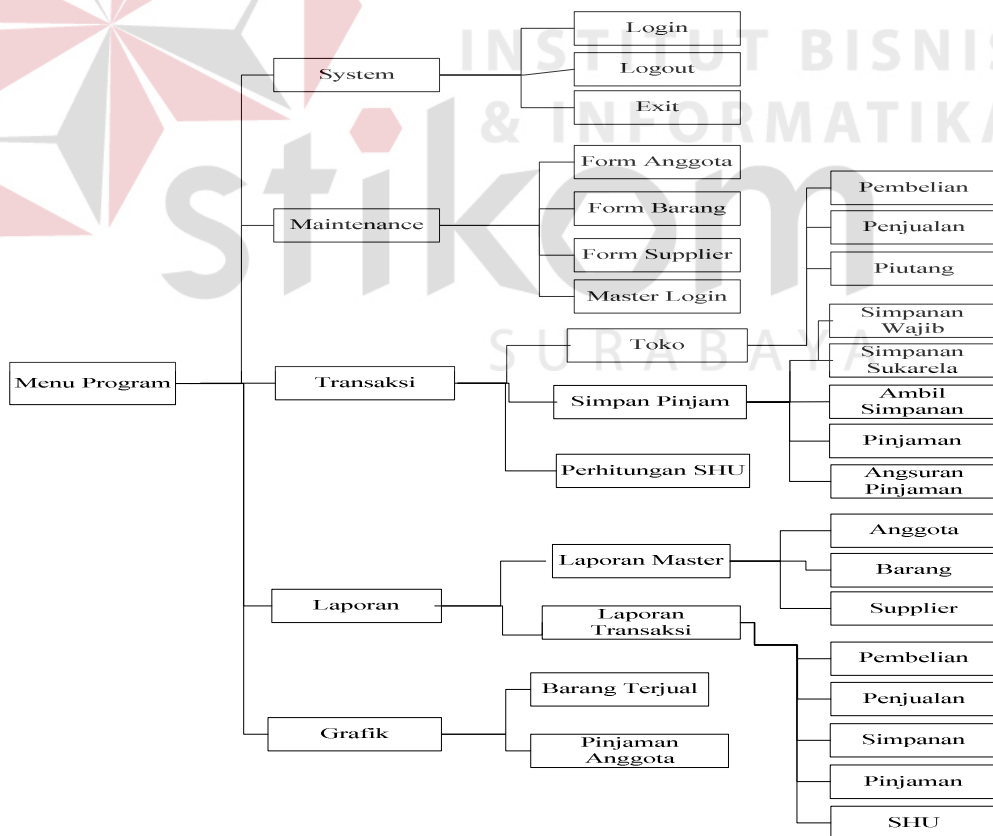 INSTITUT BISNIS
& INFORMATIKA
stikom
SURABAYA
Menu Program
System
Login
Logout
Exit
Maintenance
Form Anggota
Form Barang
Form Supplier
Master Login
Transaksi
Toko
Pembelian
Penjualan
Piutang
Simpan Pinjam
Simpanan
Wajib
Simpanan
Sukarela
Ambil
Simpanan
Pinjaman
Angsuran
Pinjaman
Perhitungan SHU
Laporan
Laporan Master
Anggota
Barang
Supplier
Laporan
Transaksi
Pembelian
Penjualan
Simpanan
Pinjaman
SHU
Grafik
Barang Terjual
Pinjaman
Anggota